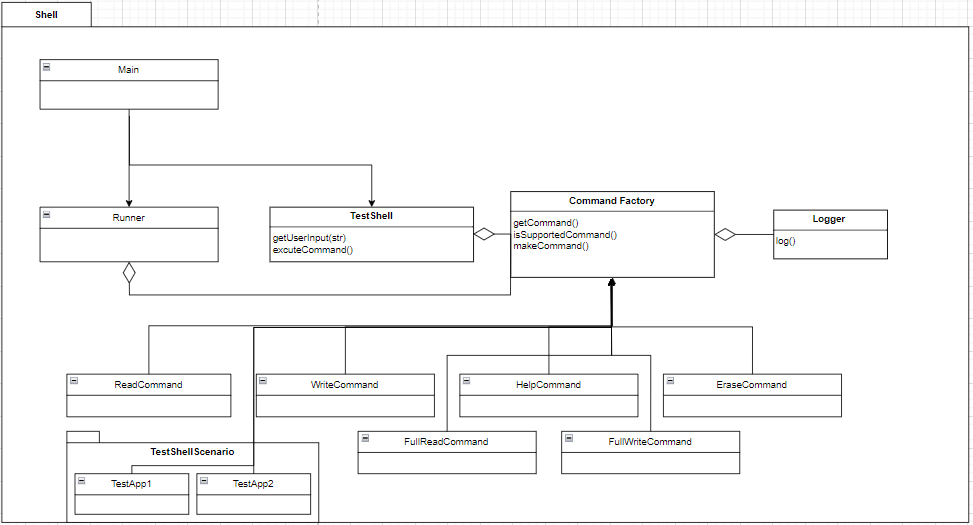 Shell
Main
Runner
TestShell
getUserInput(str)
excuteCommand()
Command Factory
getCommand()
isSupportedCommand()
makeCommand()
Logger
log()
ReadCommand
WriteCommand
HelpCommand
EraseCommand
FullReadCommand
FullWriteCommand
TestShellScenario
TestApp1
TestApp2